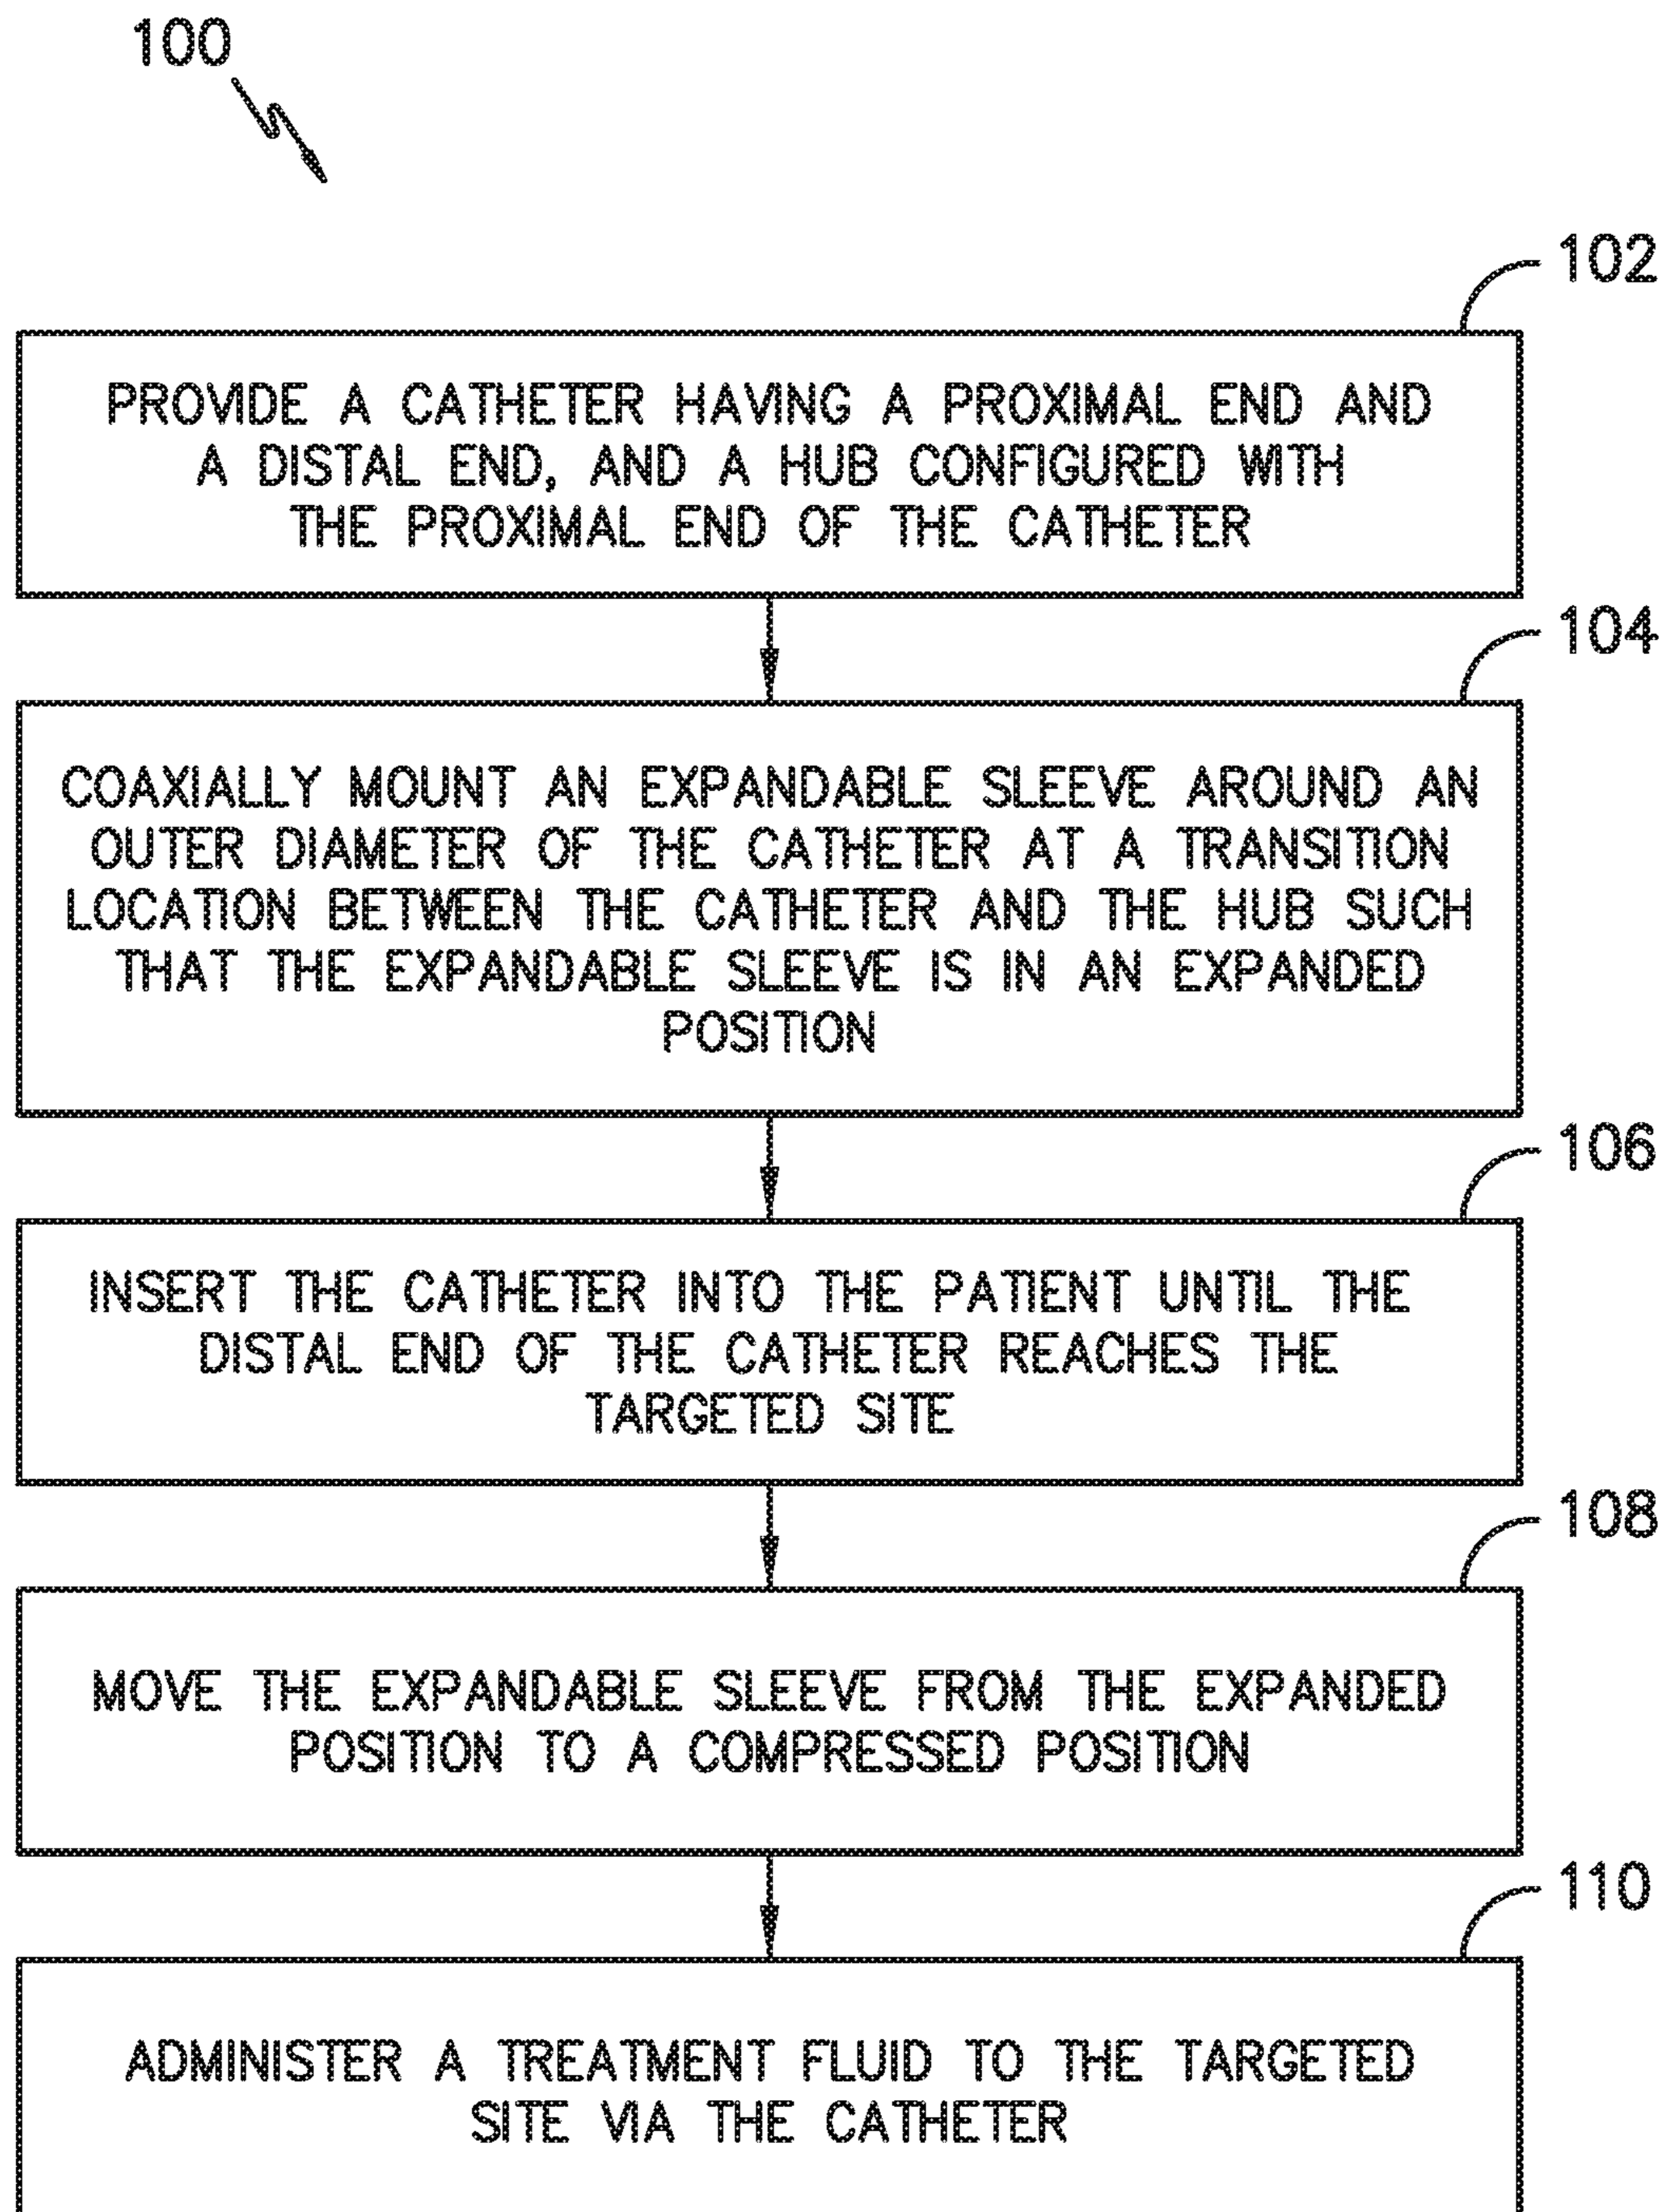 100
102
PROVIDE A CATHETER HAVING A PROXIMAL END AND
A DISTAL END, AND A HUB CONFIGURED WITH
THE PROXIMAL END OF THE CATHETER
104
COAXIALLY MOUNT AN EXPANDABLE SLEEVE AROUND AN
OUTER DIAMETER OF THE CATHETER AT A TRANSITION
LOCATION BETWEEN THE CATHETER AND THE HUB SUCH
THAT THE EXPANDABLE SLEEVE IS IN AN EXPANDED
POSITION
106
INSERT THE CATHETER INTO THE PATIENT UNTIL THE
DISTAL END OF THE CATHETER REACHES THE
TARGETED SITE
108
MOVE THE EXPANDABLE SLEEVE FROM THE EXPANDED
POSITION TO A COMPRESSED POSITION
110
ADMINISTER A TREATMENT FLUID TO THE TARGETED
SITE VIA THE CATHETER